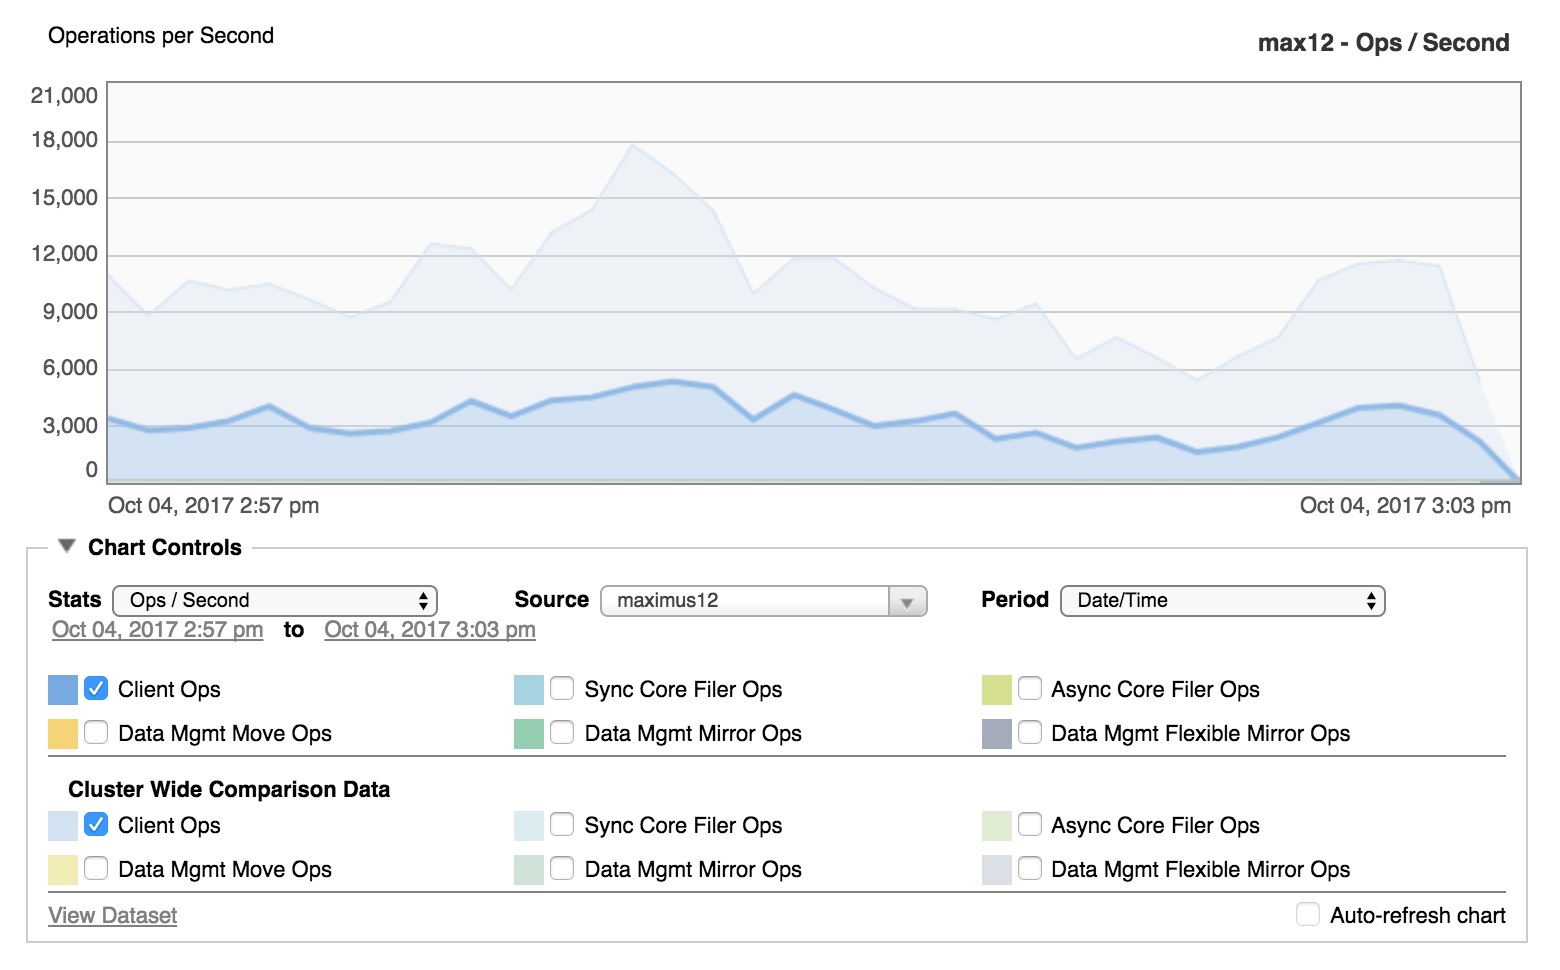 Operations per Second
max12 - Ops / Second
21,000
18,000
15,000
12,000
9,000
6,000
3,000
0
Oct 04, 2017 2:57 pm
Oct 04, 2017 3:03 pm
Chart Controls
Stats Ops / Second Source maximus12 Period Date/Time
Oct 04, 2017 2:57 pm to Oct 04, 2017 3:03 pm
Client Ops Sync Core Filer Ops Async Core Filer Ops
Data Mgmt Move Ops Data Mgmt Mirror Ops Data Mgmt Flexible Mirror Ops
Cluster Wide Comparison Data
Client Ops Sync Core Filer Ops Async Core Filer Ops
Data Mgmt Move Ops Data Mgmt Mirror Ops Data Mgmt Flexible Mirror Ops
View Dataset Auto-refresh chart